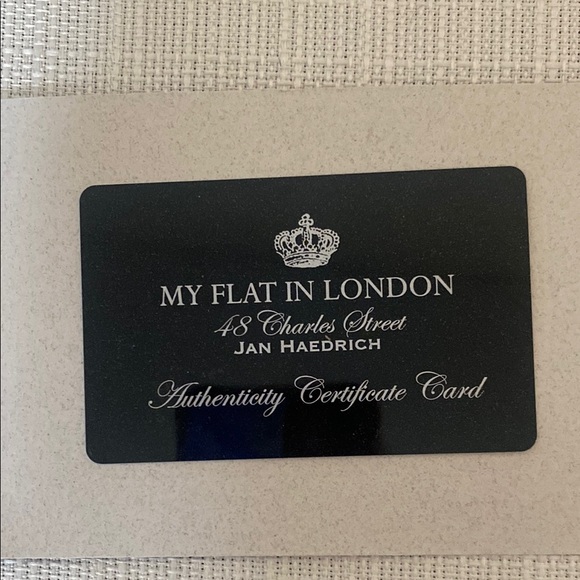 MY FLAT IN LONDON
48 Charles Street
JAN HAEDRICH
Authenticity Certificate Card